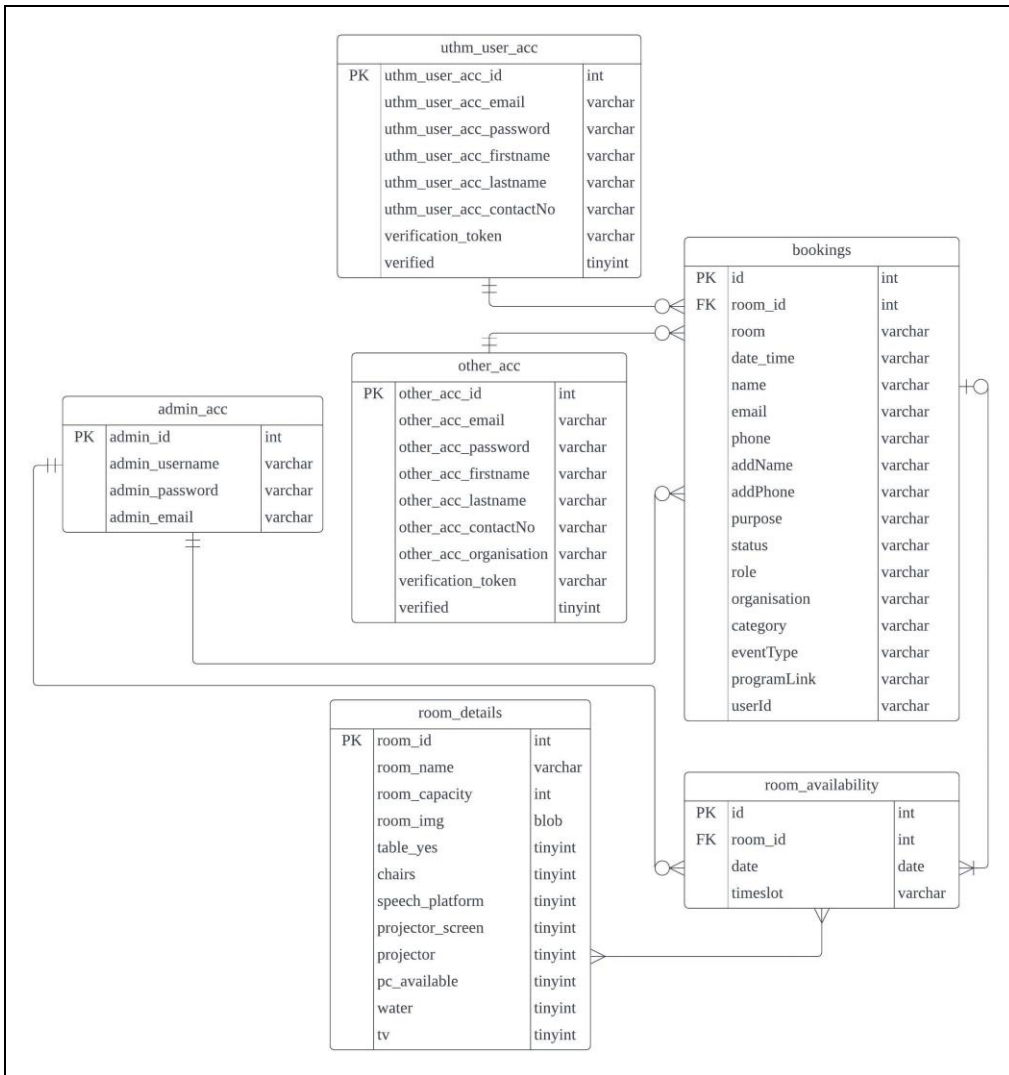 uthm_user_acc
PK uthm_user_acc_id int
uthm_user_acc_email varchar
uthm_user_acc_password varchar
uthm_user_acc_firstname varchar
uthm_user_acc_lastname varchar
uthm_user_acc_contactNo varchar
verification_token varchar
verified tinyint
bookings
PK id int
FK room_id int
room varchar
date_time varchar
name varchar
email varchar
phone varchar
addName varchar
addPhone varchar
purpose varchar
status varchar
role varchar
organisation varchar
category varchar
eventType varchar
programLink varchar
userId varchar
other_acc
PK other_acc_id int
other_acc_email varchar
other_acc_password varchar
other_acc_firstname varchar
other_acc_lastname varchar
other_acc_contactNo varchar
other_acc_organisation varchar
verification_token varchar
verified tinyint
admin_acc
PK admin_id int
admin_username varchar
admin_password varchar
admin_email varchar
room_details
PK room_id int
room_name varchar
room_capacity int
room_img blob
table_yes tinyint
chairs tinyint
speech_platform tinyint
projector_screen tinyint
projector tinyint
pc_available tinyint
water tinyint
tv tinyint
room_availability
PK id int
FK room_id int
date date
timeslot varchar